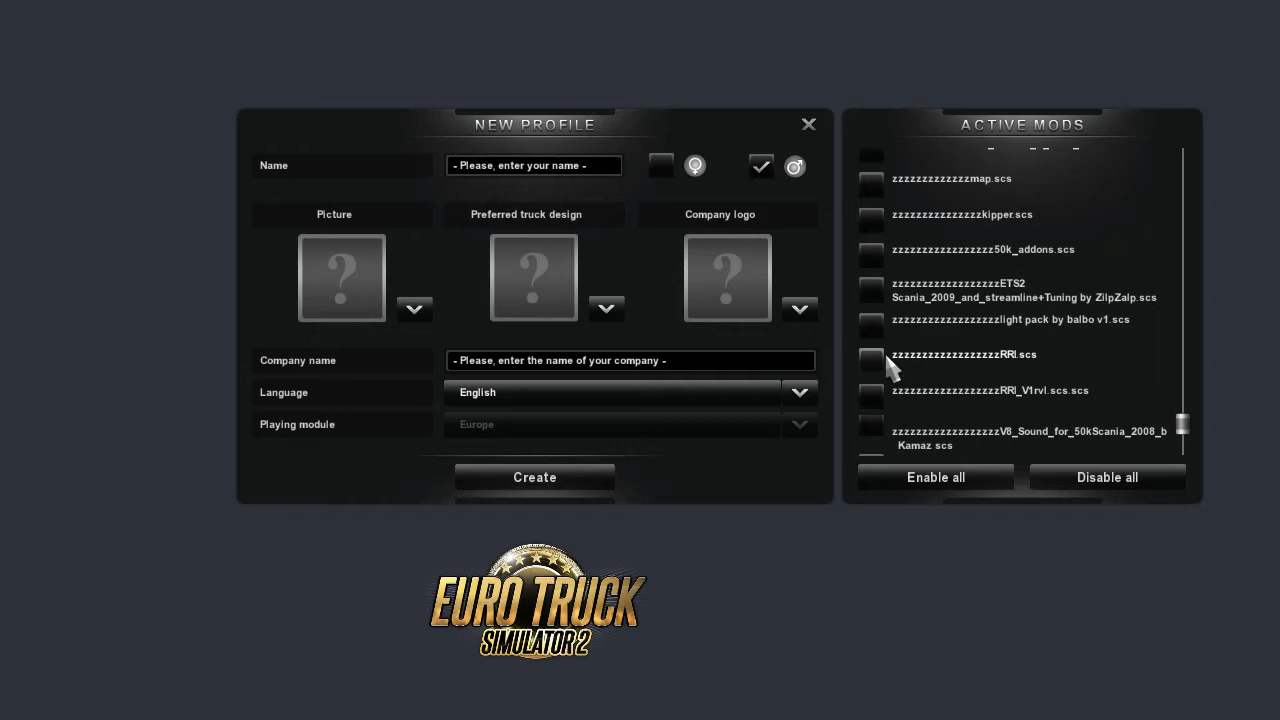 NEW PROFILE
Name
- Please, enter your name -
Picture
Preferred truck design
Company logo
?
?
?
Company name
- Please, enter the name of your company -
Language
English
Playing module
Europe
Create
ACTIVE MODS
zzzzzzzzzzzzzmap.scs
zzzzzzzzzzzzzzzkipper.scs
zzzzzzzzzzzzzzzzz50k_addons.scs
zzzzzzzzzzzzzzzzzzETS2
Scania_2009_and_streamline+Tuning by ZilpZalp.scs
zzzzzzzzzzzzzzzzzzlight pack by balbo v1.scs
zzzzzzzzzzzzzzzzzzRRl.scs
zzzzzzzzzzzzzzzzzzRRl_V1rvl.scs.scs
zzzzzzzzzzzzzzzzzzV8_Sound_for_50kScania_2008_b
Kamaz scs
Enable all
Disable all
EURO TRUCK
SIMULATOR 2